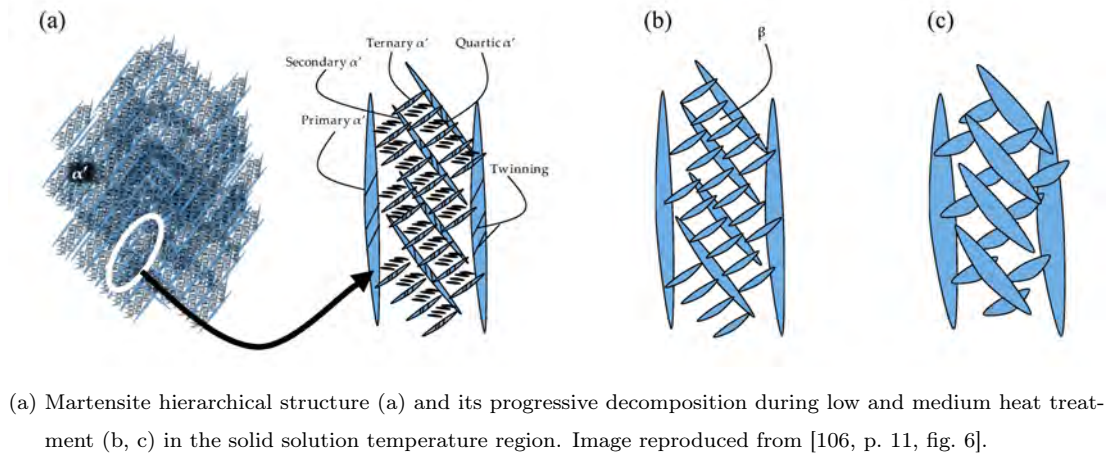 (a)
(b)
(c)
Ternary α'
Quartic α'
β
Secondary α'
Primary α'
α'
Twinning
(a) Martensite hierarchical structure (a) and its progressive decomposition during low and medium heat treat-
ment (b, c) in the solid solution temperature region. Image reproduced from [106, p. 11, fig. 6].